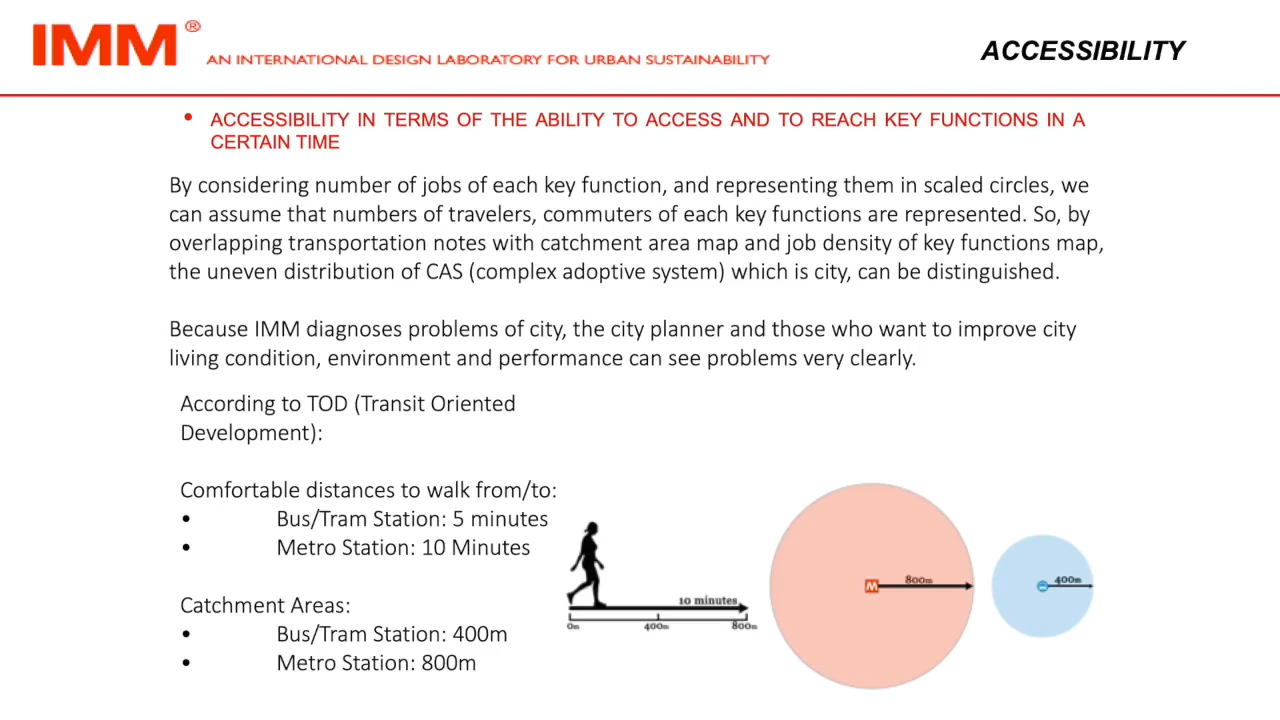 IMM®
AN INTERNATIONAL DESIGN LABORATORY FOR URBAN SUSTAINABILITY
ACCESSIBILITY
• ACCESSIBILITY IN TERMS OF THE ABILITY TO ACCESS AND TO REACH KEY FUNCTIONS IN A
CERTAIN TIME
By considering number of jobs of each key function, and representing them in scaled circles, we
can assume that numbers of travelers, commuters of each key functions are represented. So, by
overlapping transportation notes with catchment area map and job density of key functions map,
the uneven distribution of CAS (complex adoptive system) which is city, can be distinguished.
Because IMM diagnoses problems of city, the city planner and those who want to improve city
living condition, environment and performance can see problems very clearly.
According to TOD (Transit Oriented
Development):
Comfortable distances to walk from/to:
• Bus/Tram Station: 5 minutes
• Metro Station: 10 Minutes
Catchment Areas:
• Bus/Tram Station: 400m
• Metro Station: 800m
10 minutes
0m 400m 800m
M 800m
400m